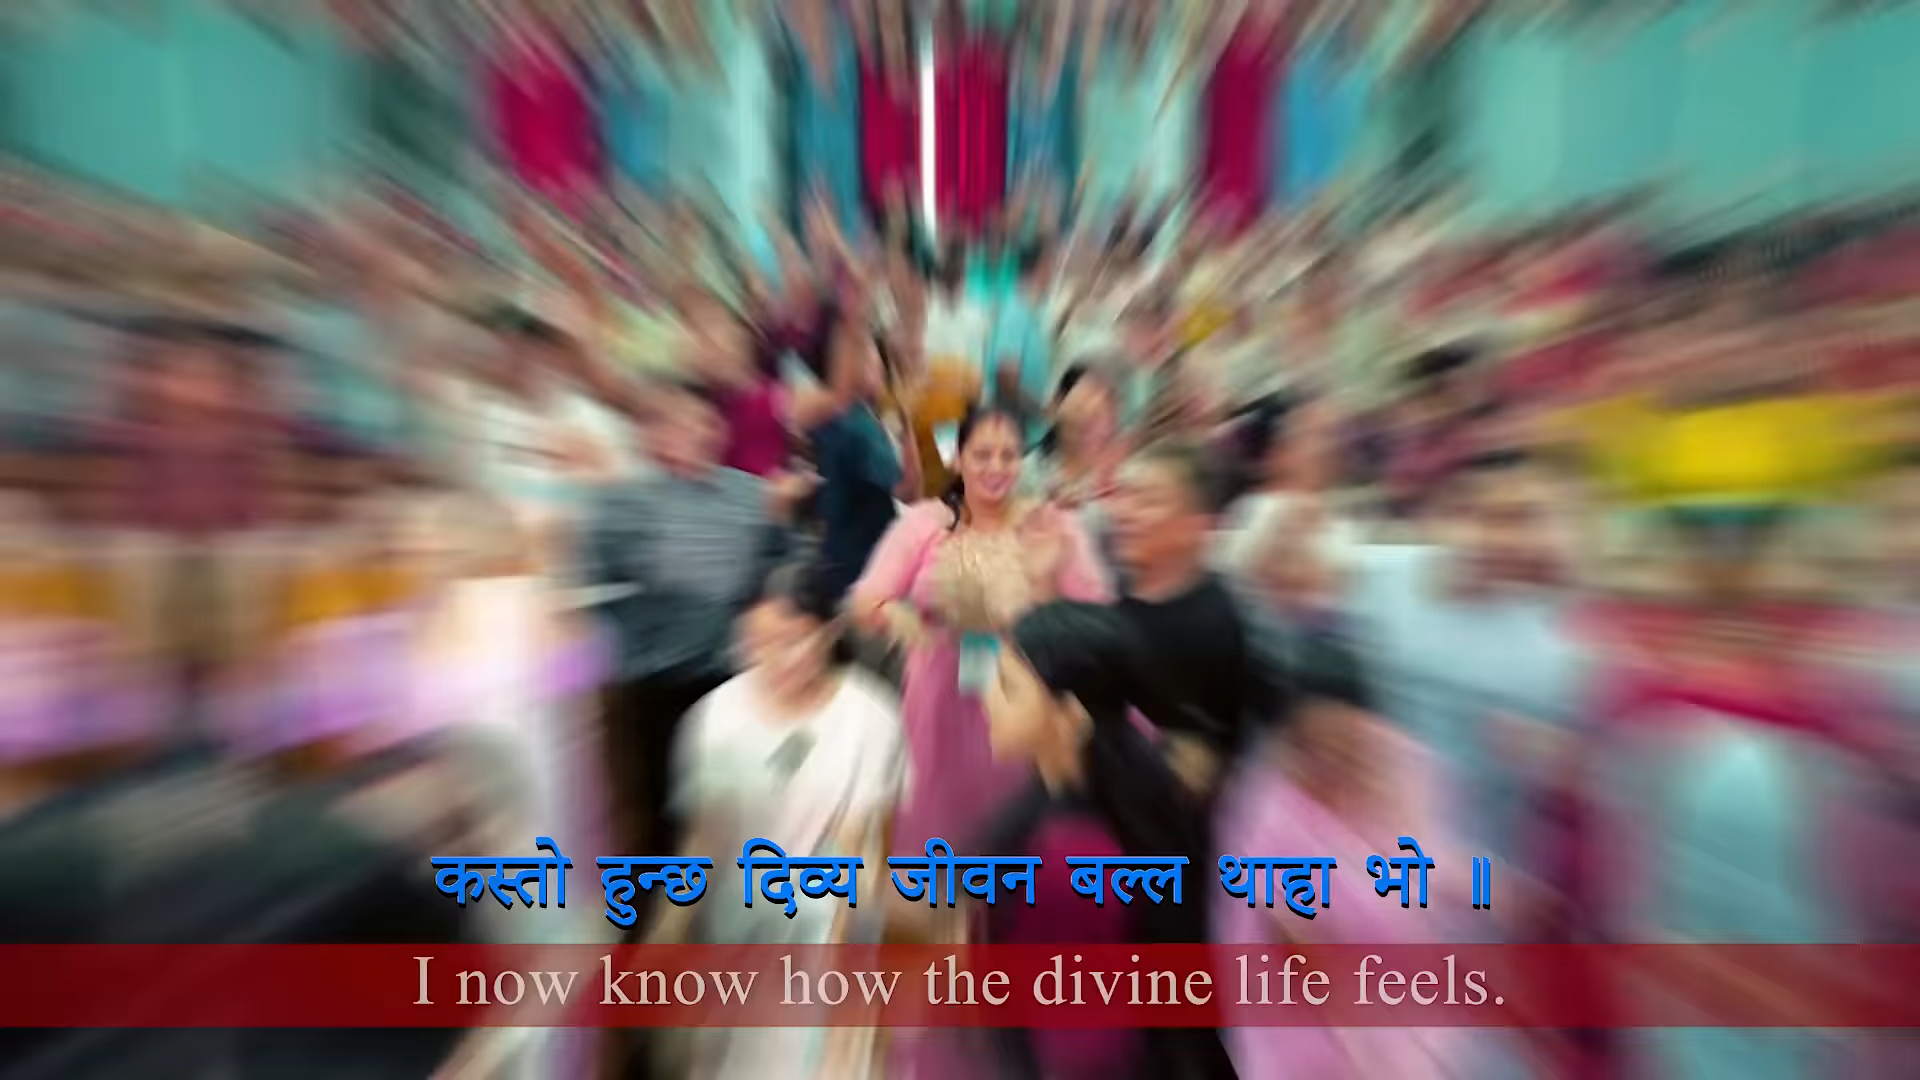 कस्तो हुन्छ दिव्य जीवन बल्ल थाहा भो ॥
I now know how the divine life feels.